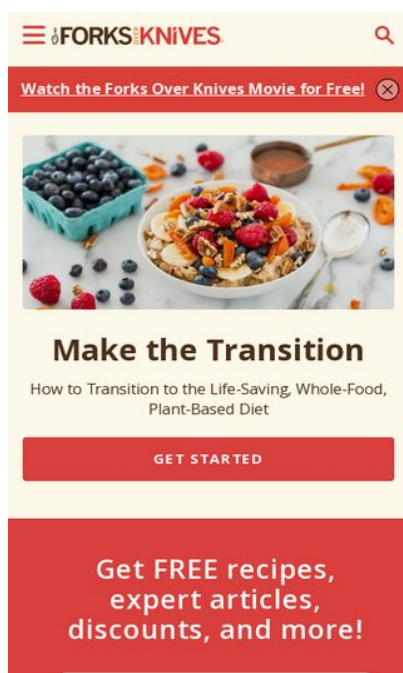 FORKS OVER KNIVES
Watch the Forks Over Knives Movie for Free!
Make the Transition
How to Transition to the Life-Saving, Whole-Food,
Plant-Based Diet
GET STARTED
Get FREE recipes,
expert articles,
discounts, and more!